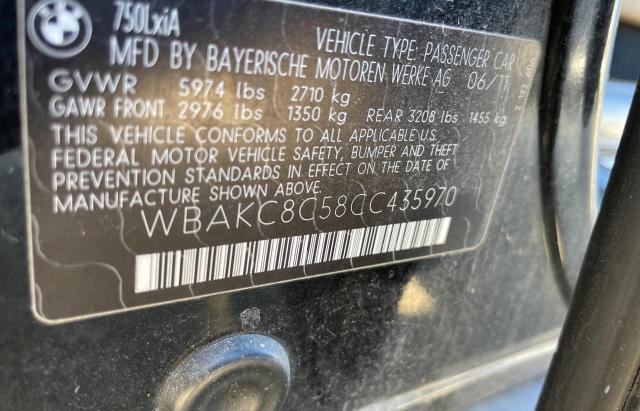 BMW
750LxiA
VEHICLE TYPE: PASSENGER CAR
MFD BY BAYERISCHE MOTOREN WERKE AG 06/11
GVWR 5974 lbs 2710 kg
GAWR FRONT 2976 lbs 1350 kg REAR 3208 lbs 1455 kg
THIS VEHICLE CONFORMS TO ALL APPLICABLE U.S.
FEDERAL MOTOR VEHICLE SAFETY, BUMPER AND THEFT
PREVENTION STANDARDS IN EFFECT ON THE DATE OF
MANUFACTURE SHOWN ABOVE.
WBAKC8C58CC435970